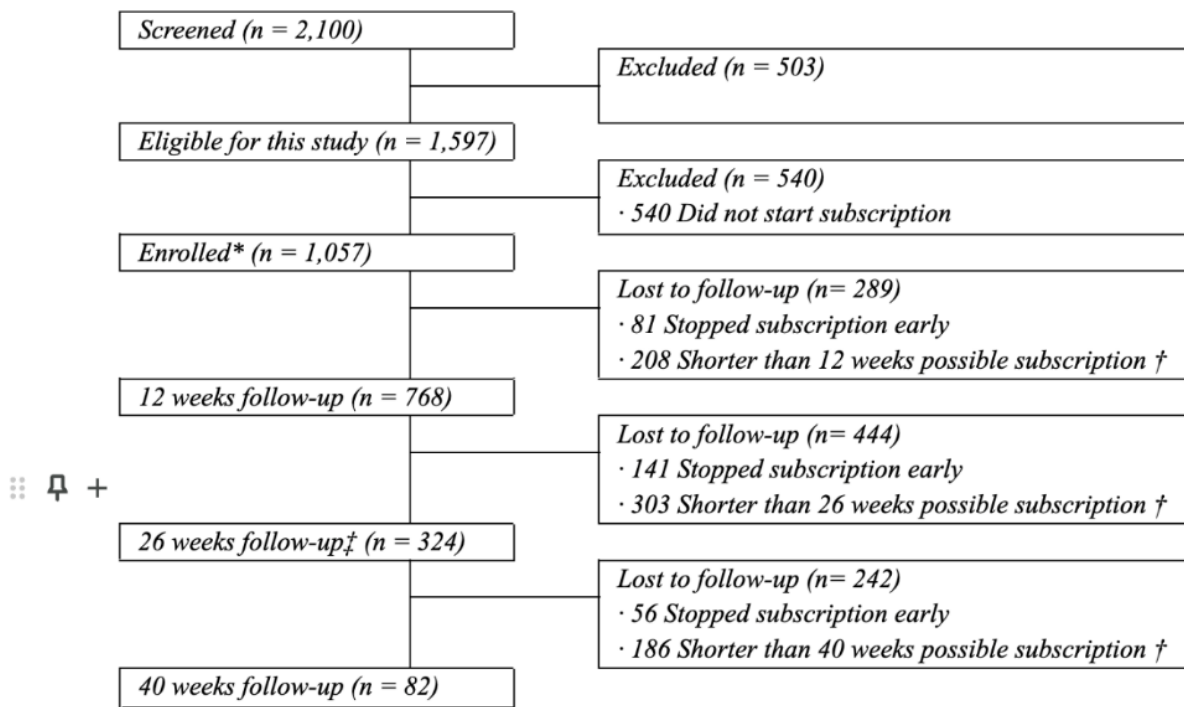 Screened (n = 2,100)
Excluded (n = 503)
Eligible for this study (n = 1,597)
Excluded (n = 540)
· 540 Did not start subscription
Enrolled* (n = 1,057)
Lost to follow-up (n= 289)
· 81 Stopped subscription early
· 208 Shorter than 12 weeks possible subscription †
12 weeks follow-up (n = 768)
Lost to follow-up (n= 444)
· 141 Stopped subscription early
· 303 Shorter than 26 weeks possible subscription †
26 weeks follow-up‡ (n = 324)
Lost to follow-up (n= 242)
· 56 Stopped subscription early
· 186 Shorter than 40 weeks possible subscription †
40 weeks follow-up (n = 82)